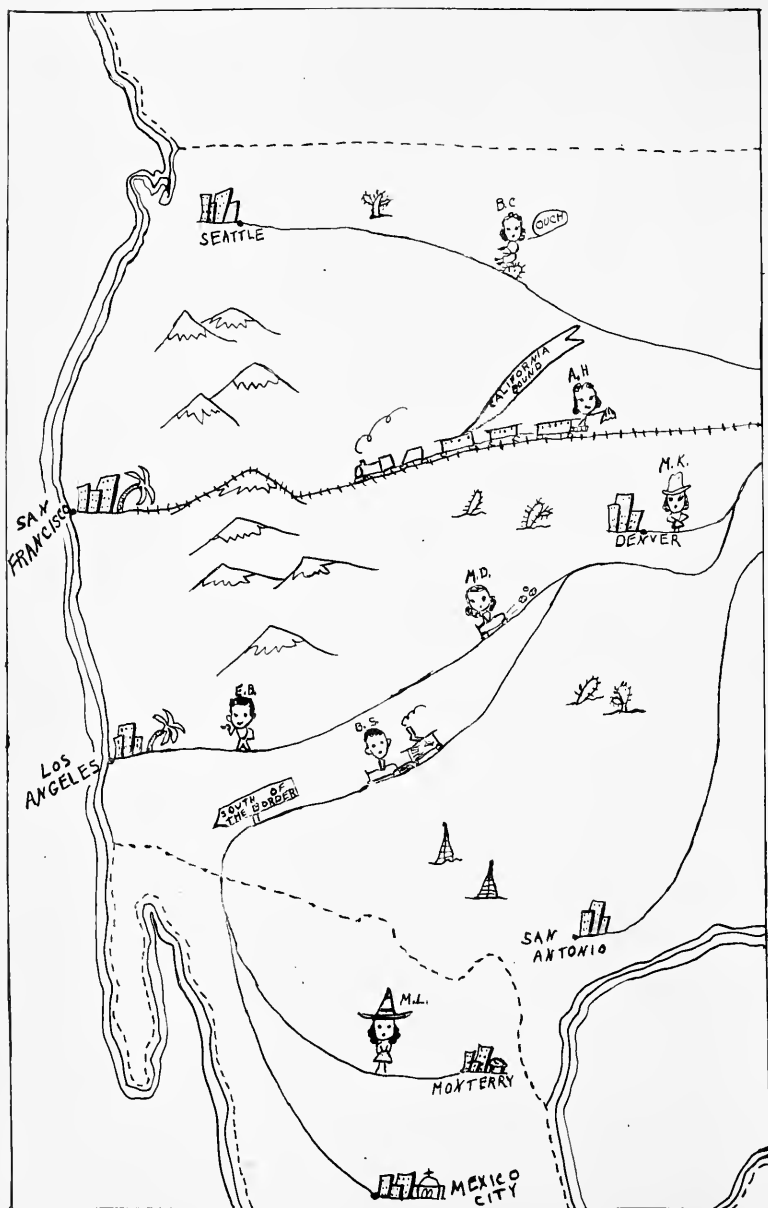 B.C
OUCH
SEATTLE
CALIFORNIA
BOUND
A.H
M.K.
SAN
FRANCISCO
DENVER
M.D.
E.B.
B.S.
LOS
ANGELES
SOUTH OF
THE BORDER
SAN
ANTONIO
M.L.
MONTERRY
MEXICO
CITY